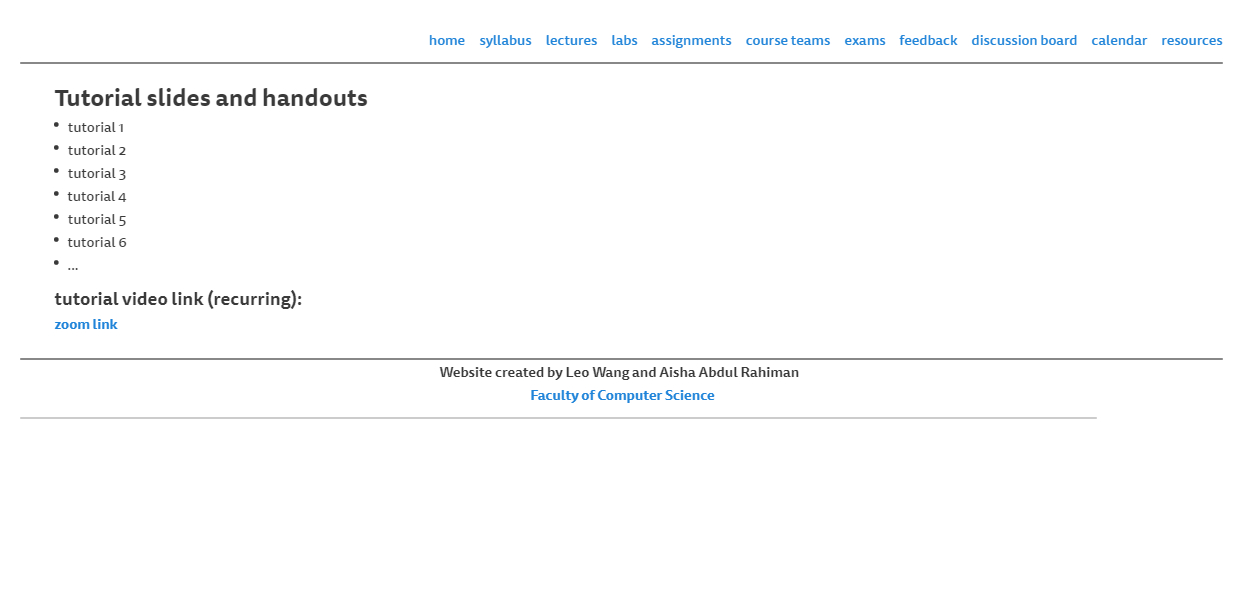 home syllabus lectures labs assignments course teams exams feedback discussion board calendar resources
Tutorial slides and handouts
• tutorial 1
• tutorial 2
• tutorial 3
• tutorial 4
• tutorial 5
• tutorial 6
• ...
tutorial video link (recurring):
zoom link
Website created by Leo Wang and Aisha Abdul Rahiman
Faculty of Computer Science